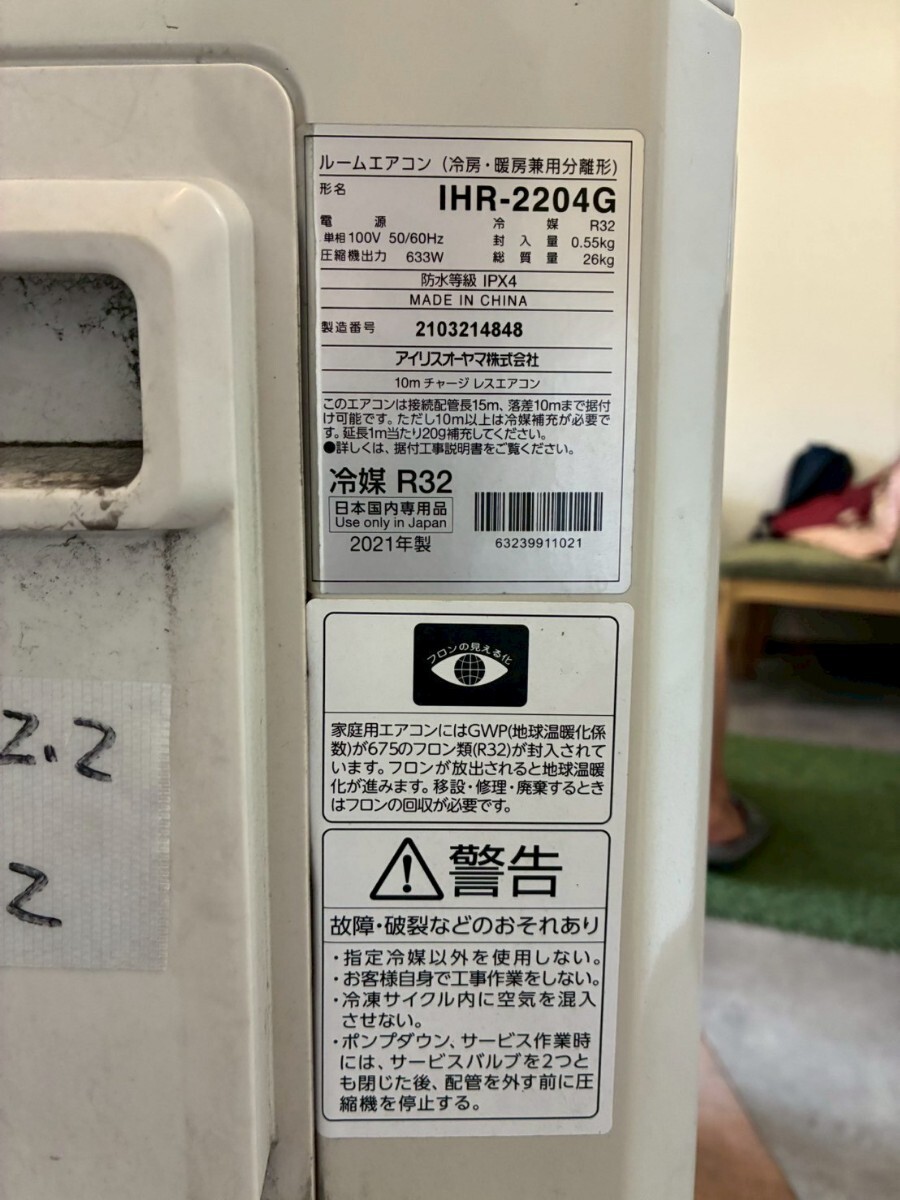 ルームエアコン（冷房・暖房兼用分離形）
形名
IHR-2204G
電源 冷媒 R32
単相100V 50/60Hz 封入量 0.55kg
圧縮機出力 633W 総質量 26kg
防水等級 IPX4
MADE IN CHINA
製造番号 2103214848
アイリスオーヤマ株式会社
10m チャージレスエアコン
このエアコンは接続配管長15m、落差10mまで据付
け可能です。ただし10m以上は冷媒補充が必要で
す。延長1m当たり20g補充してください。
●詳しくは、据付工事説明書をご覧ください。
冷媒 R32
日本国内専用品
Use only in Japan
2021年製
63239911021
フロンの見える化
家庭用エアコンにはGWP(地球温暖化係
数)が675のフロン類(R32)が封入されて
います。フロンが放出されると地球温暖
化が進みます。移設・修理・廃棄するとき
はフロンの回収が必要です。
警告
故障・破裂などのおそれあり
・指定冷媒以外を使用しない。
・お客様自身で工事作業をしない。
・冷凍サイクル内に空気を混入
させない。
・ポンプダウン、サービス作業時
には、サービスバルブを2つと
も閉じた後、配管を外す前に圧
縮機を停止する。
2.2
2